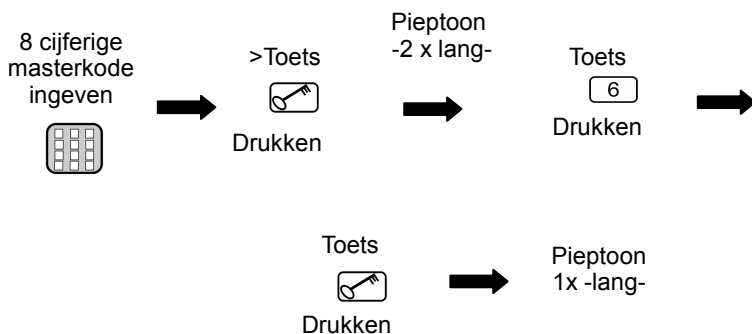 8 cijferige
masterkode
ingeven
>Toets
Drukken
Pieptoon
-2 x lang-
Toets
6
Drukken
Toets
Drukken
Pieptoon
1x -lang-